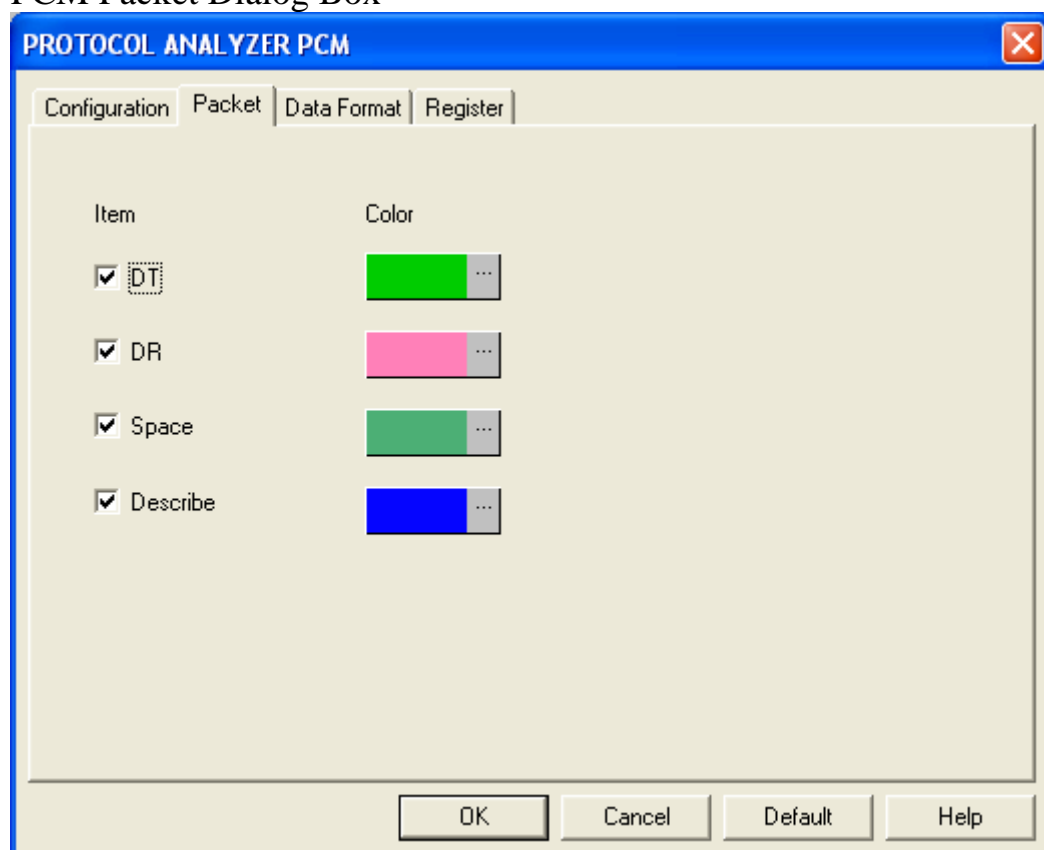 PCM Packet Dialog Box
PROTOCOL ANALYZER PCM
Configuration Packet Data Format Register
Item Color
DT ...
DR ...
Space ...
Describe ...
OK Cancel Default Help